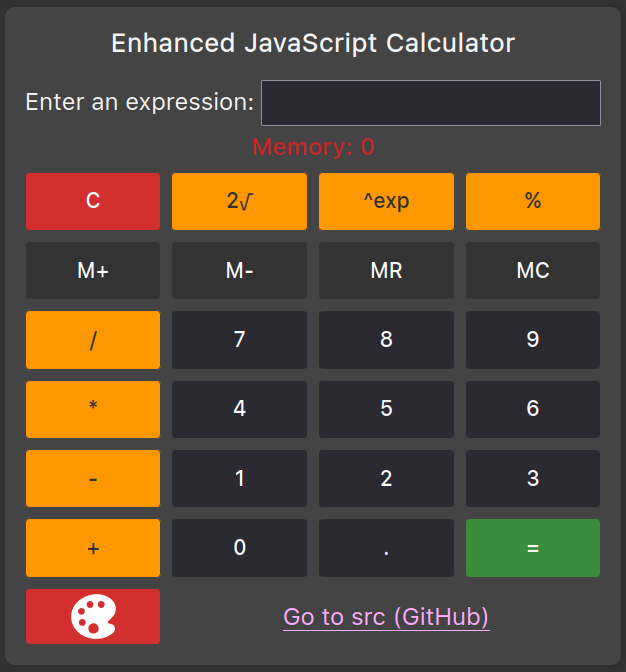 Enhanced JavaScript Calculator
Enter an expression:
Memory: 0
C 2√ ^exp %
M+ M- MR MC
/ 7 8 9
* 4 5 6
- 1 2 3
+ 0 . =
Go to src (GitHub)